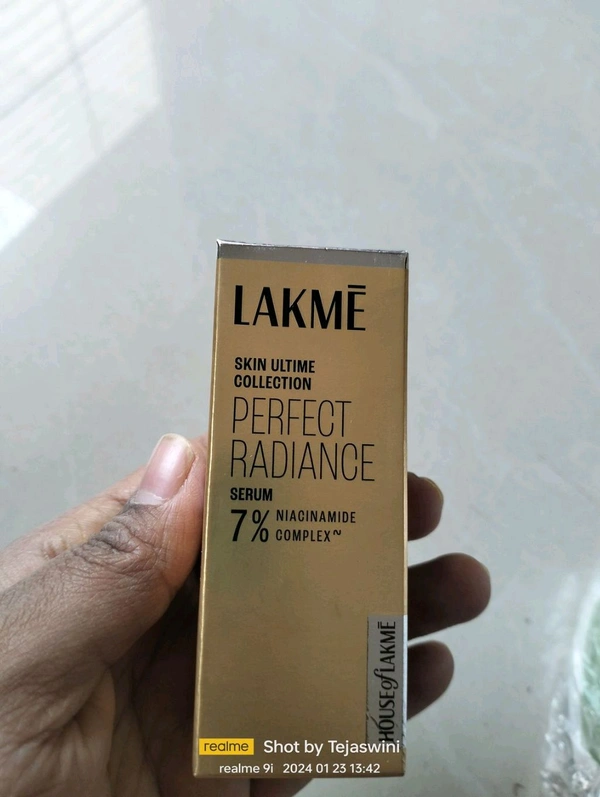 LAKMĒ
SKIN ULTIME
COLLECTION
PERFECT
RADIANCE
SERUM
7% NIACINAMIDE
COMPLEX~
HOUSE of LAKMĒ
realme Shot by Tejaswini
realme 9i 2024 01 23 13:42